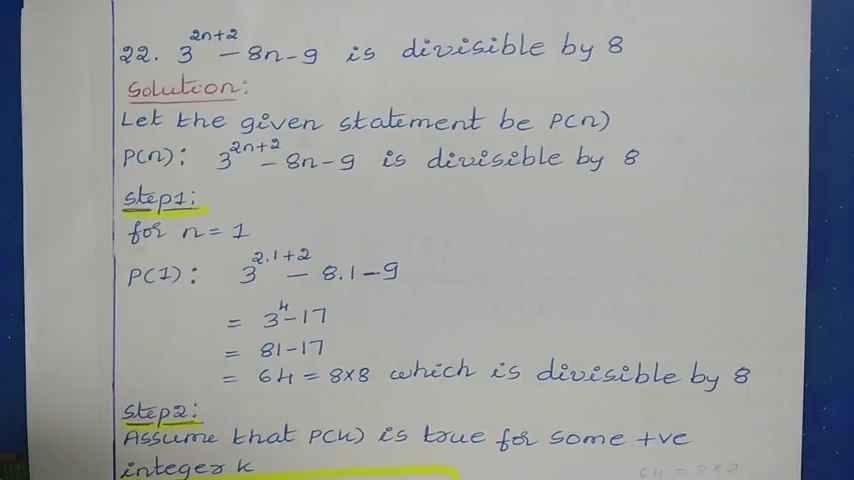 22. 3^{2n+2} - 8n - 9 is divisible by 8
Solution:
Let the given statement be P(n)
P(n): 3^{2n+2} - 8n - 9 is divisible by 8
Step1:
for n = 1
P(1): 3^{2.1+2} - 8.1 - 9
= 3^4 - 17
= 81 - 17
= 64 = 8×8 which is divisible by 8
Step2:
Assume that P(k) is true for some +ve
integer k